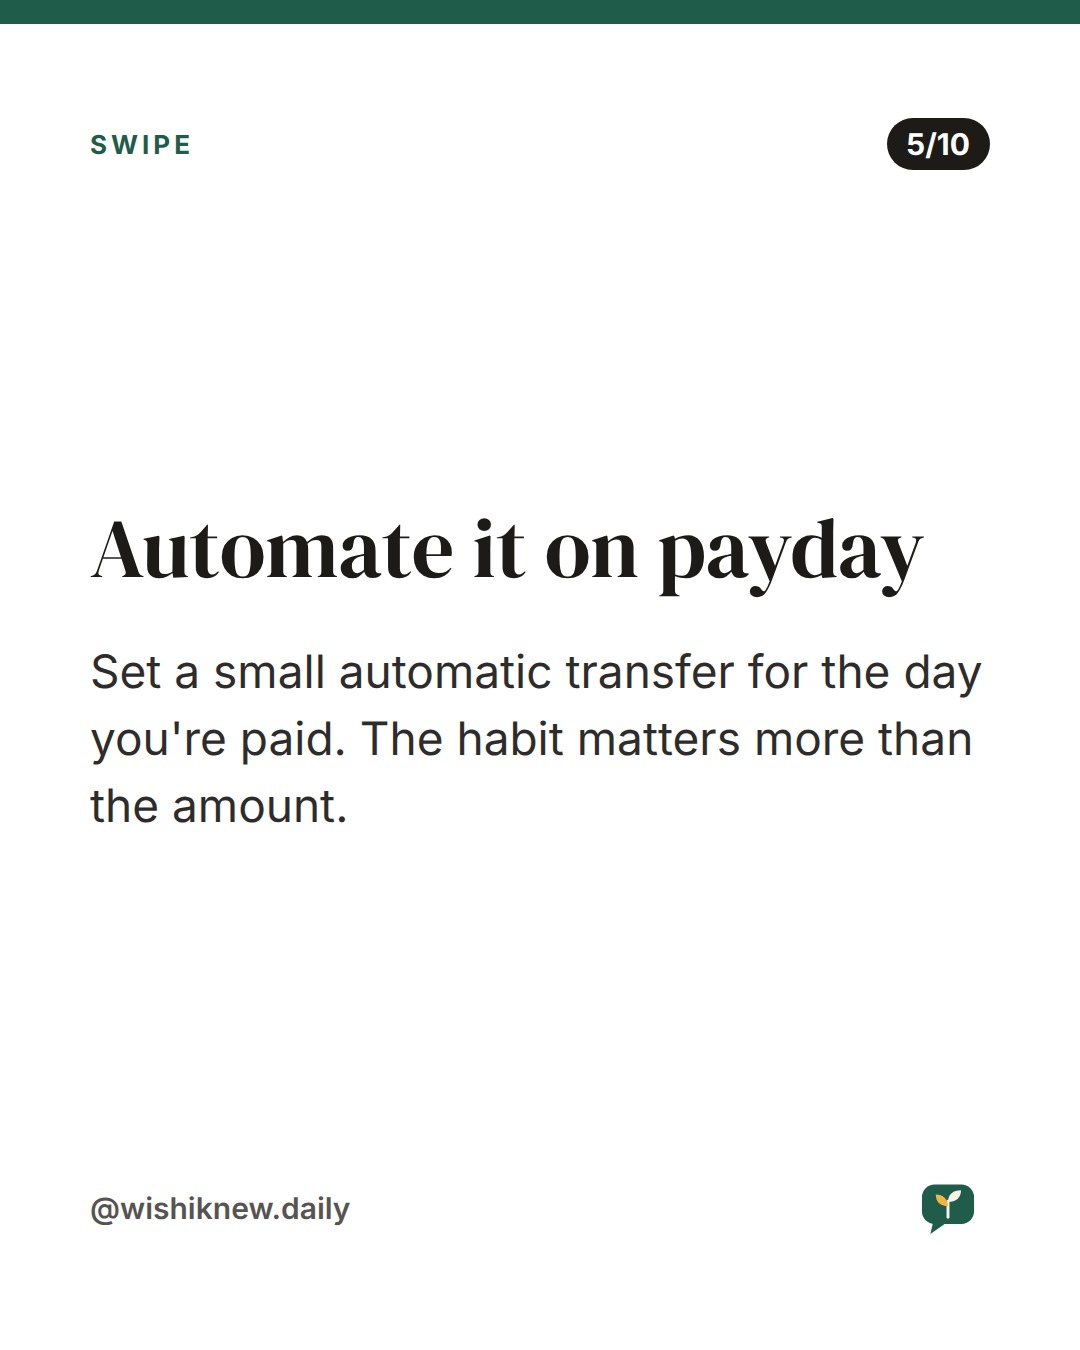 SWIPE
5/10
Automate it on payday
Set a small automatic transfer for the day
you're paid. The habit matters more than
the amount.
@wishiknew.daily